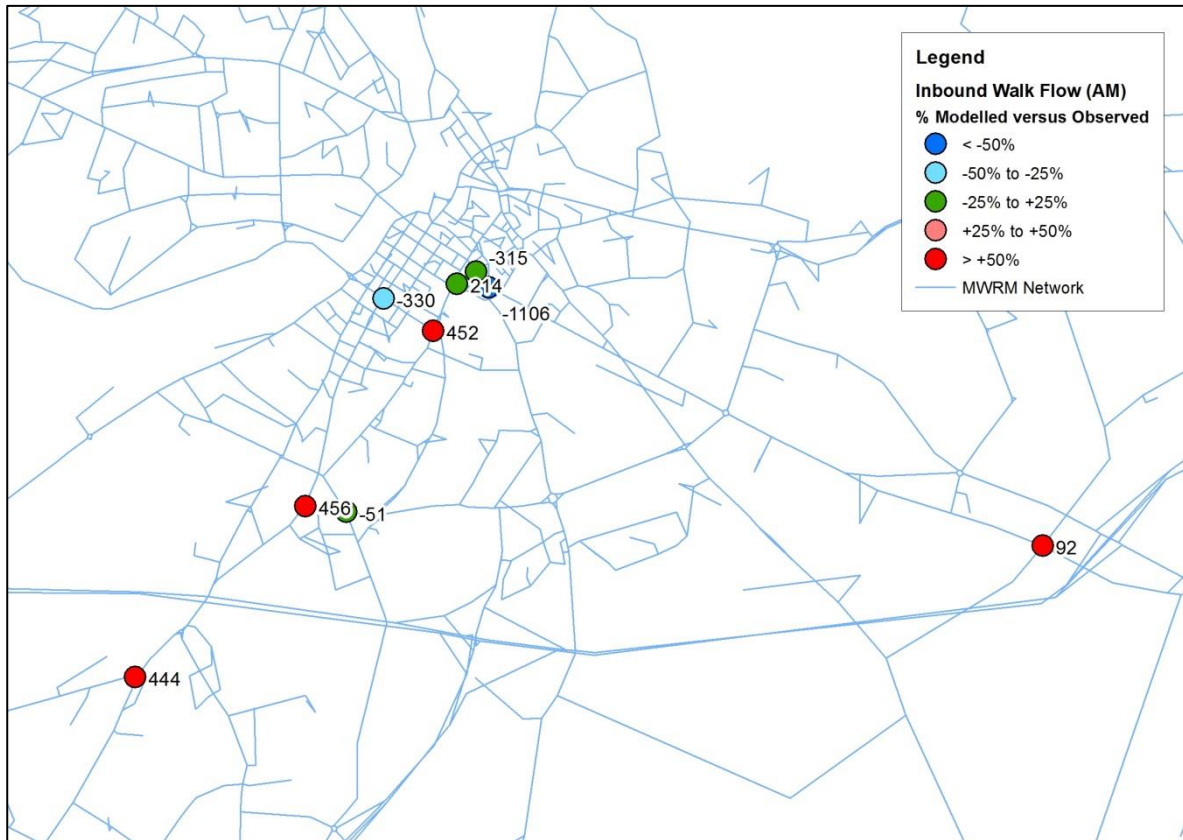 Legend
Inbound Walk Flow (AM)
% Modelled versus Observed
< -50%
-50% to -25%
-25% to +25%
+25% to +50%
> +50%
MWRM Network
-315
214
-330
-1106
452
456
-51
92
444